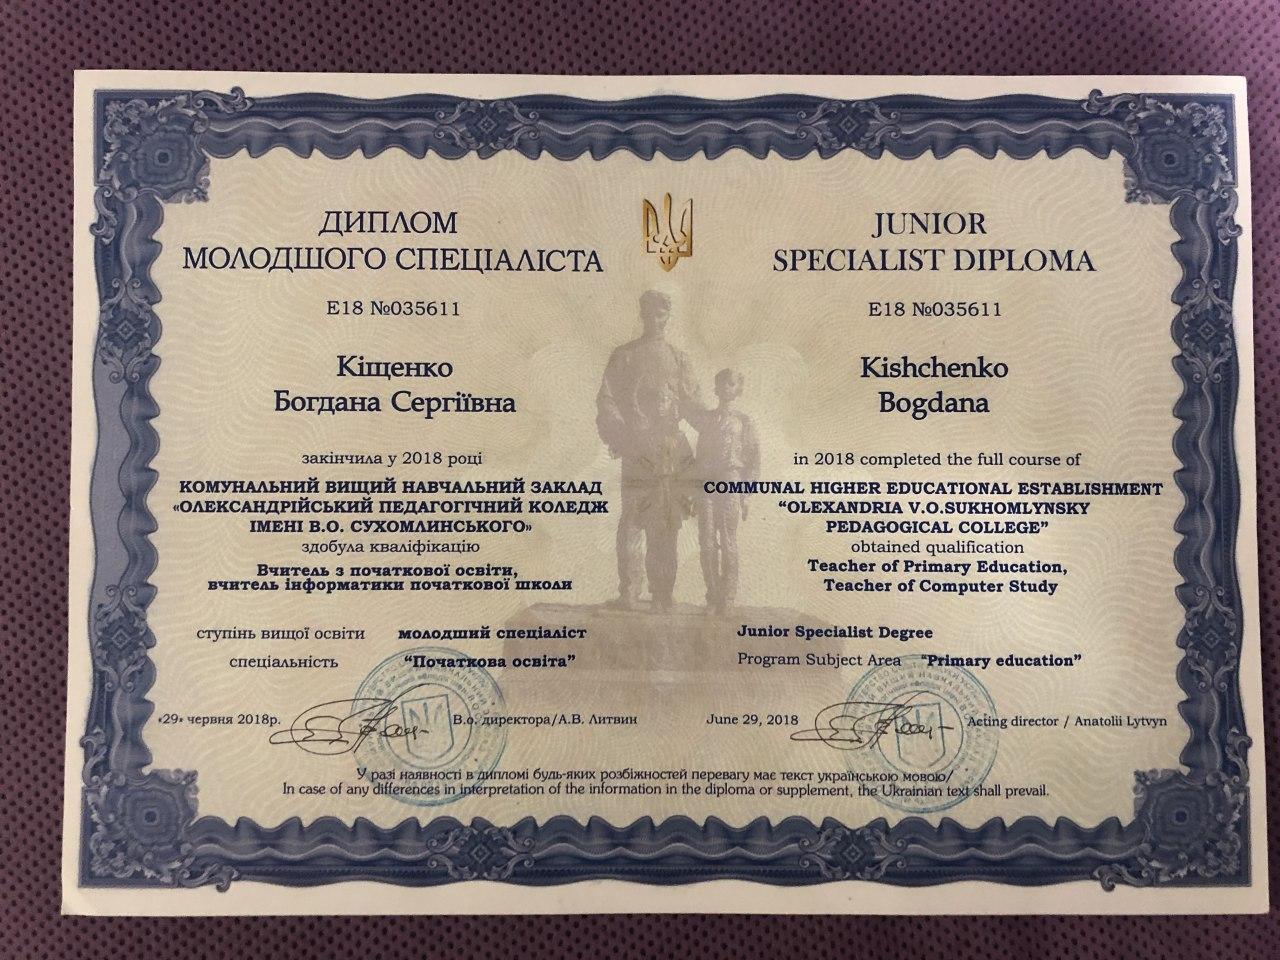 ДИПЛОМ
МОЛОДШОГО СПЕЦІАЛІСТА
Е18 №035611
Кіщенко
Богдана Сергіївна
закінчила у 2018 році
КОМУНАЛЬНИЙ ВИЩИЙ НАВЧАЛЬНИЙ ЗАКЛАД
«ОЛЕКСАНДРІЙСЬКИЙ ПЕДАГОГІЧНИЙ КОЛЕДЖ
ІМЕНІ В.О. СУХОМЛИНСЬКОГО»
здобула кваліфікацію
Вчитель з початкової освіти,
вчитель інформатики початкової школи
ступінь вищої освіти молодший спеціаліст
спеціальність "Початкова освіта"
«29» червня 2018р. В.о. директора/А.В. Литвин
JUNIOR
SPECIALIST DIPLOMA
E18 №035611
Kishchenko
Bogdana
in 2018 completed the full course of
COMMUNAL HIGHER EDUCATIONAL ESTABLISHMENT
"OLEXANDRIA V.O.SUKHOMLYNSKY
PEDAGOGICAL COLLEGE"
obtained qualification
Teacher of Primary Education,
Teacher of Computer Study
Junior Specialist Degree
Program Subject Area "Primary education"
June 29, 2018 Acting director / Anatolii Lytvyn
У разі наявності в дипломі будь-яких розбіжностей перевагу має текст українською мовою/
In case of any differences in interpretation of the information in the diploma or supplement, the Ukrainian text shall prevail.